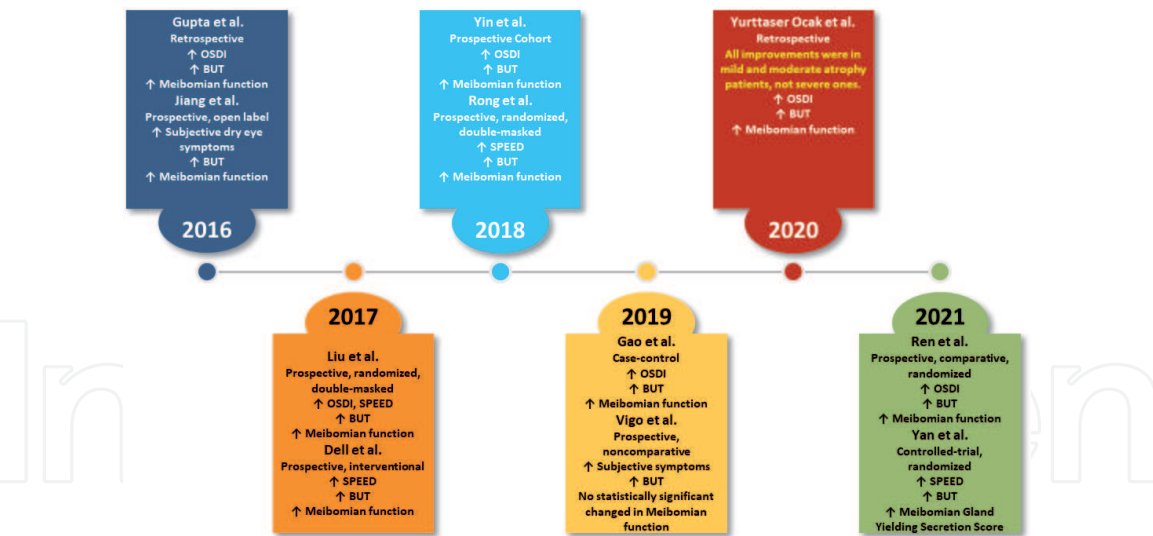 Gupta et al.
Retrospective
↑ OSDI
↑ BUT
↑ Meibomian function
Jiang et al.
Prospective, open label
↑ Subjective dry eye
symptoms
↑ BUT
↑ Meibomian function
2016
Yin et al.
Prospective Cohort
↑ OSDI
↑ BUT
↑ Meibomian function
Rong et al.
Prospective, randomized,
double-masked
↑ SPEED
↑ BUT
↑ Meibomian function
2018
Yurttaser Ocak et al.
Retrospective
All improvements were in
mild and moderate atrophy
patients, not severe ones.
↑ OSDI
↑ BUT
↑ Meibomian function
2020
2017
Liu et al.
Prospective, randomized,
double-masked
↑ OSDI, SPEED
↑ BUT
↑ Meibomian function
Dell et al.
Prospective, interventional
↑ SPEED
↑ BUT
↑ Meibomian function
2019
Gao et al.
Case-control
↑ OSDI
↑ BUT
↑ Meibomian function
Vigo et al.
Prospective,
noncomparative
↑ Subjective symptoms
↑ BUT
No statistically significant
changed in Meibomian
function
2021
Ren et al.
Prospective, comparative,
randomized
↑ OSDI
↑ BUT
↑ Meibomian function
Yan et al.
Controlled-trial,
randomized
↑ SPEED
↑ BUT
↑ Meibomian Gland
Yielding Secretion Score